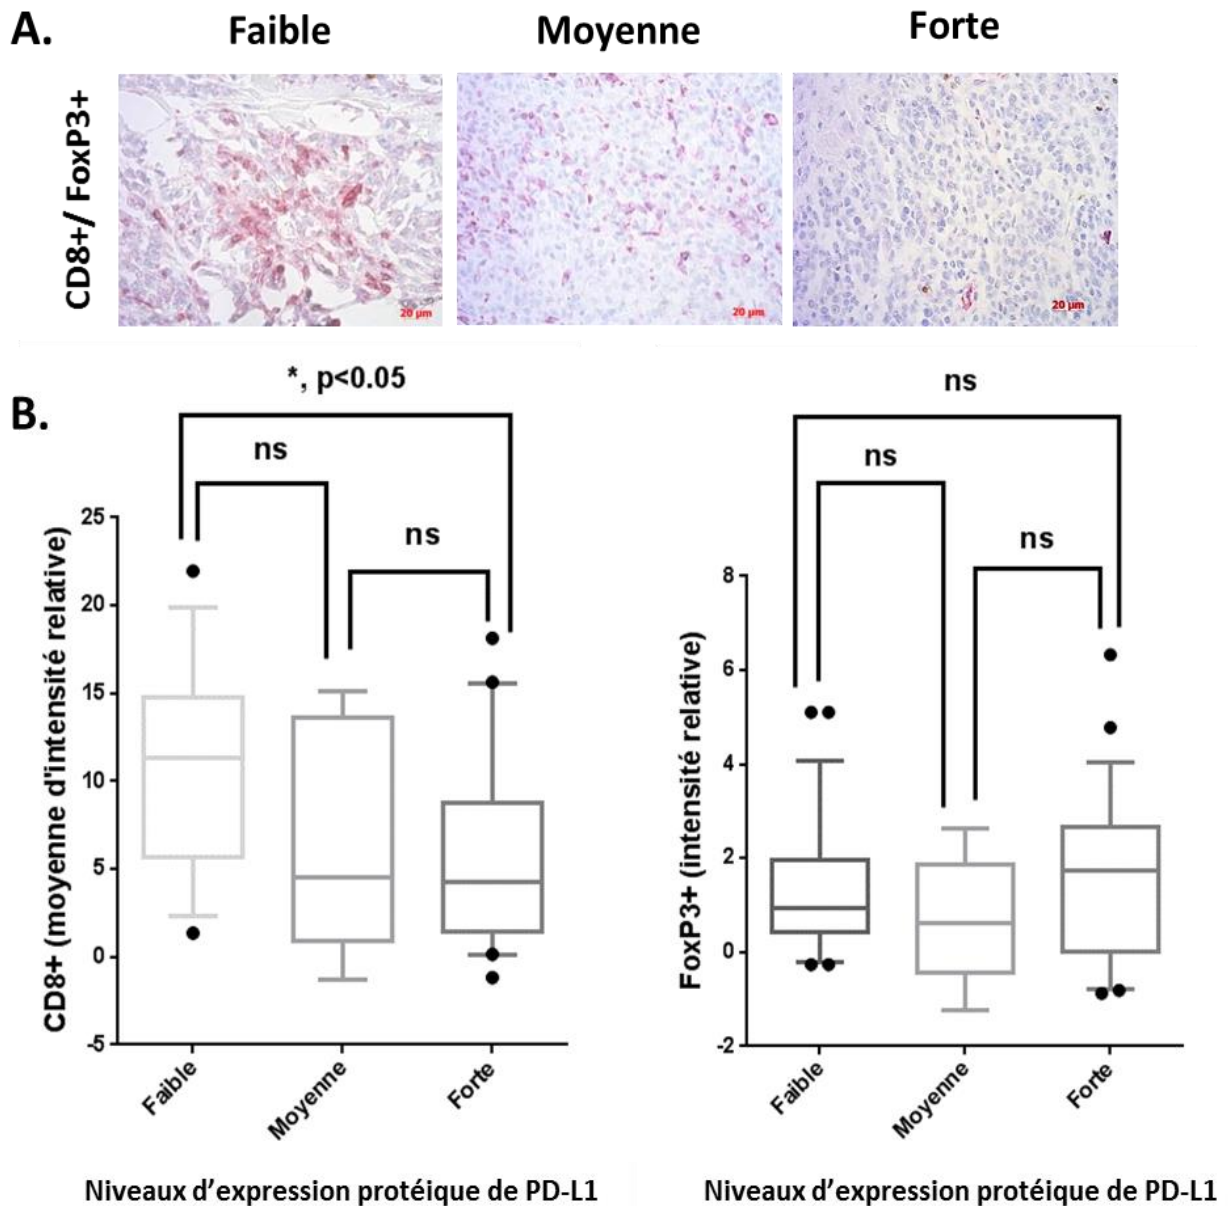 A.
Faible
Moyenne
Forte
CD8+/ FoxP3+
20 µm
20 µm
20 µm
B.
*, p<0.05
ns
ns
CD8+ (moyenne d'intensité relative)
25
20
15
10
5
0
-5
Faible
Moyenne
Forte
Niveaux d’expression protéique de PD-L1
ns
ns
ns
FoxP3+ (intensité relative)
8
6
4
2
0
-2
Faible
Moyenne
Forte
Niveaux d’expression protéique de PD-L1